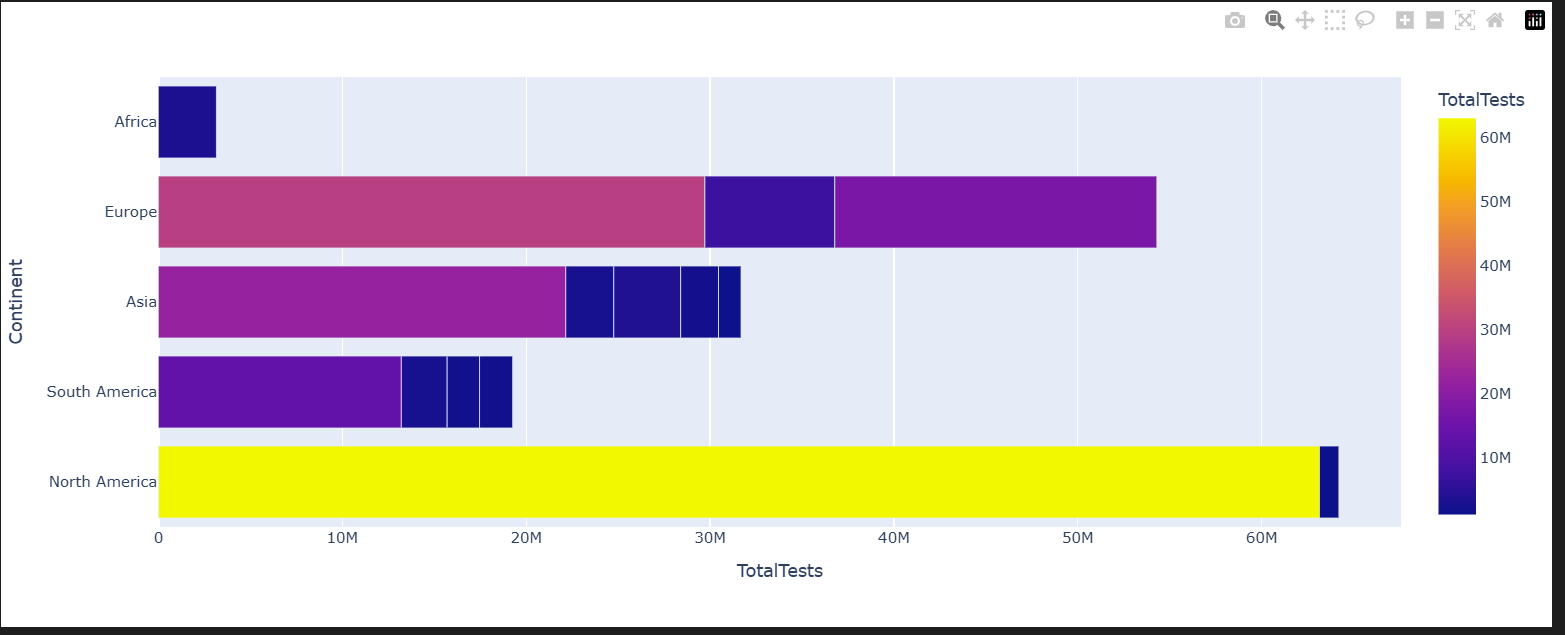 TotalTests
60M
50M
40M
30M
20M
10M
Continent
Africa
Europe
Asia
South America
North America
0 10M 20M 30M 40M 50M 60M
TotalTests